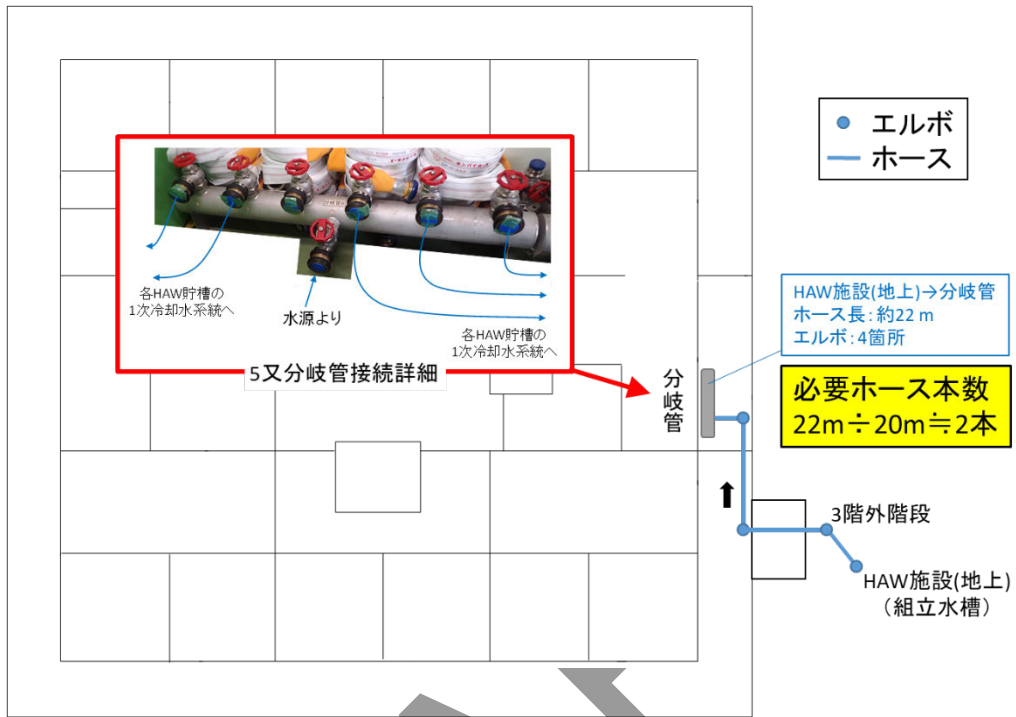 エルボ
ホース
各HAW貯槽の
1次冷却水系統へ
水源より
各HAW貯槽の
1次冷却水系統へ
5又分岐管接続詳細
HAW施設(地上)→分岐管
ホース長：約22 m
エルボ：4箇所
分岐管
必要ホース本数
22m÷20m≒2本
3階外階段
HAW施設(地上)
（組立水槽）